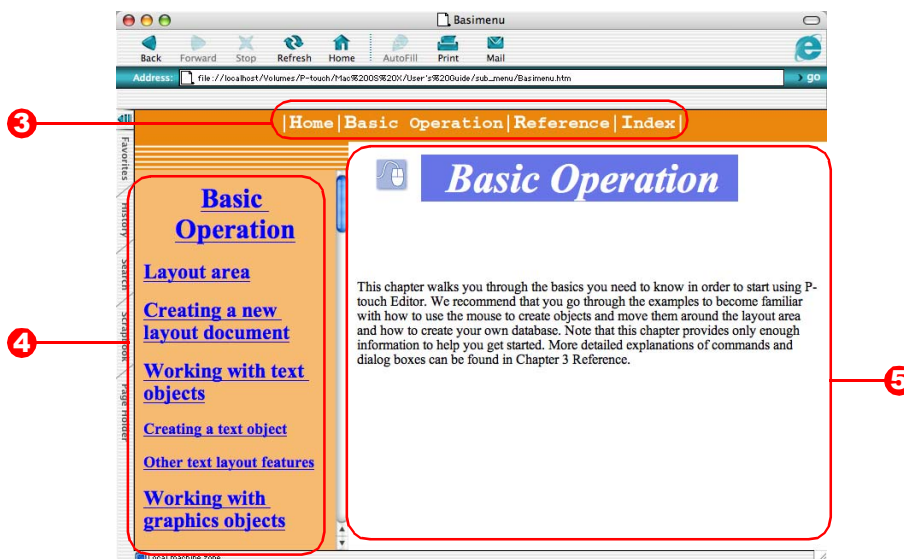 Basimenu
Back Forward Stop Refresh Home AutoFill Print Mail
Address: file://localhost/Volumes/P-touch/Mac%20OS%20X/User's%20Guide/sub_menu/Basimenu.htm go
3
|Home|Basic Operation|Reference|Index|
Favorites
History
Search
Scrapbook
Page Holder
4
Basic
Operation
Layout area
Creating a new
layout document
Working with text
objects
Creating a text object
Other text layout features
Working with
graphics objects
Basic Operation
This chapter walks you through the basics you need to know in order to start using P-
touch Editor. We recommend that you go through the examples to become familiar
with how to use the mouse to create objects and move them around the layout area
and how to create your own database. Note that this chapter provides only enough
information to help you get started. More detailed explanations of commands and
dialog boxes can be found in Chapter 3 Reference.
5
Local machine zone